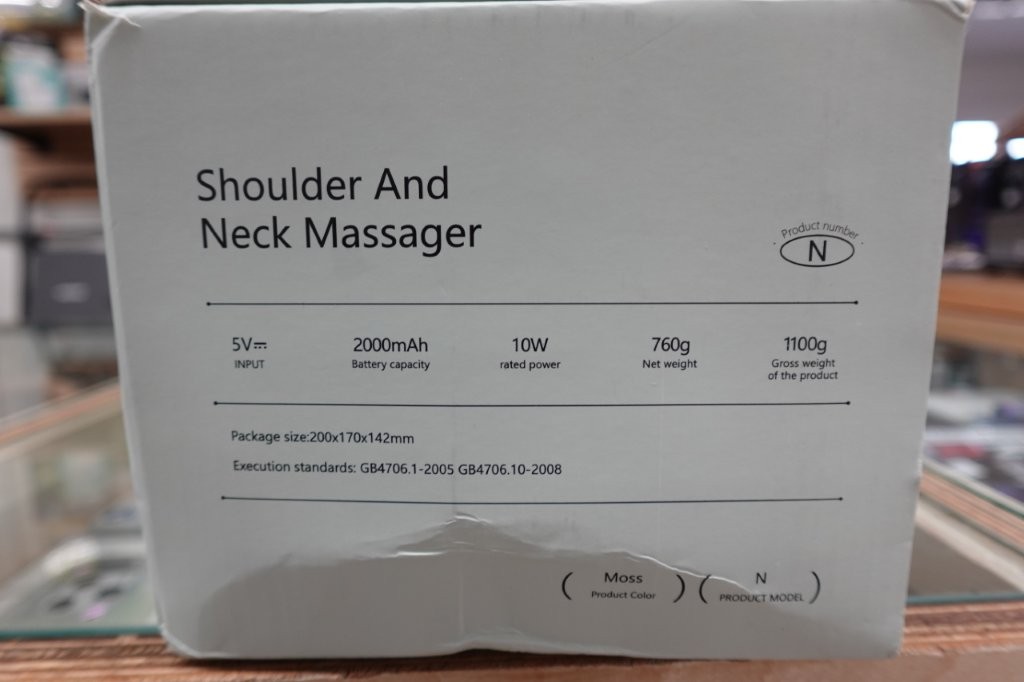 Shoulder And
Neck Massager
Product number
N
5V⎓
INPUT
2000mAh
Battery capacity
10W
rated power
760g
Net weight
1100g
Gross weight
of the product
Package size:200x170x142mm
Execution standards: GB4706.1-2005 GB4706.10-2008
Moss
Product Color
N
PRODUCT MODEL